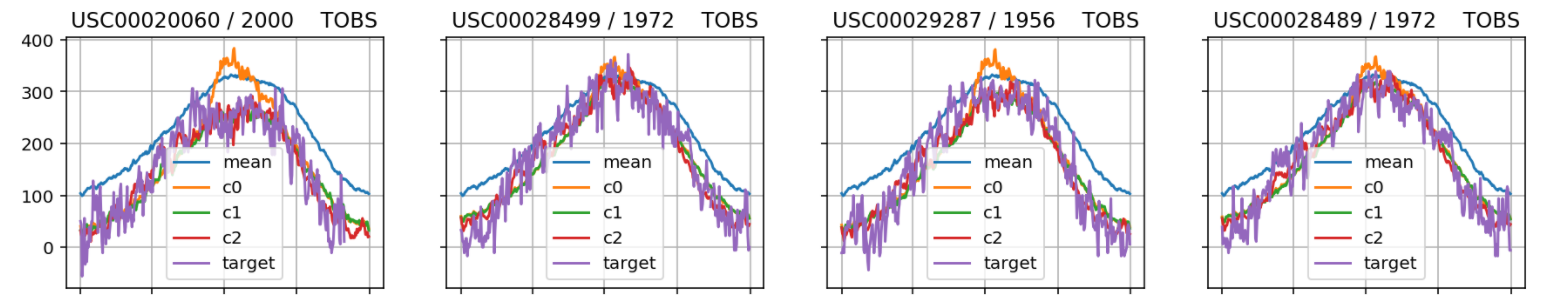 USC00020060 / 2000 TOBS
USC00028499 / 1972 TOBS
USC00029287 / 1956 TOBS
USC00028489 / 1972 TOBS
400
300
200
100
0
mean
c0
c1
c2
target
mean
c0
c1
c2
target
mean
c0
c1
c2
target
mean
c0
c1
c2
target